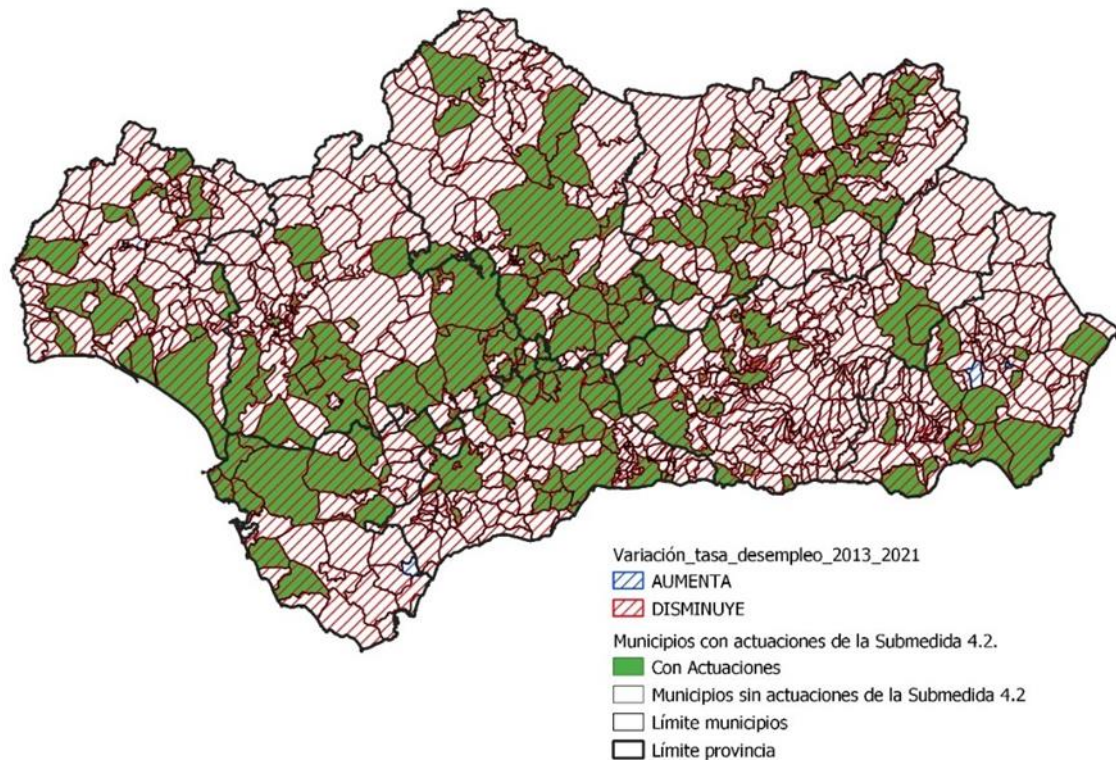 Variación_tasa_desempleo_2013_2021
AUMENTA
DISMINUYE
Municipios con actuaciones de la Submedida 4.2.
Con Actuaciones
Municipios sin actuaciones de la Submedida 4.2
Límite municipios
Límite provincia